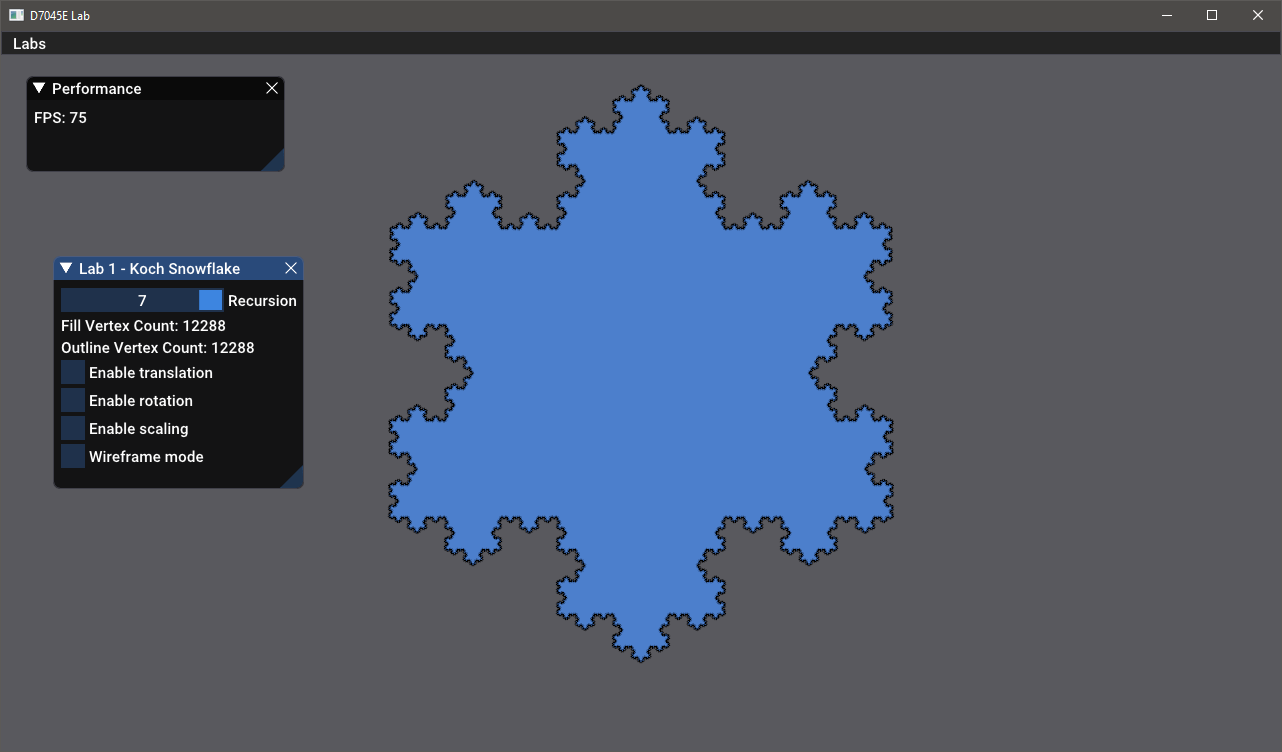 D7045E Lab
Labs
Performance
FPS: 75
Lab 1 - Koch Snowflake
7 Recursion
Fill Vertex Count: 12288
Outline Vertex Count: 12288
Enable translation
Enable rotation
Enable scaling
Wireframe mode